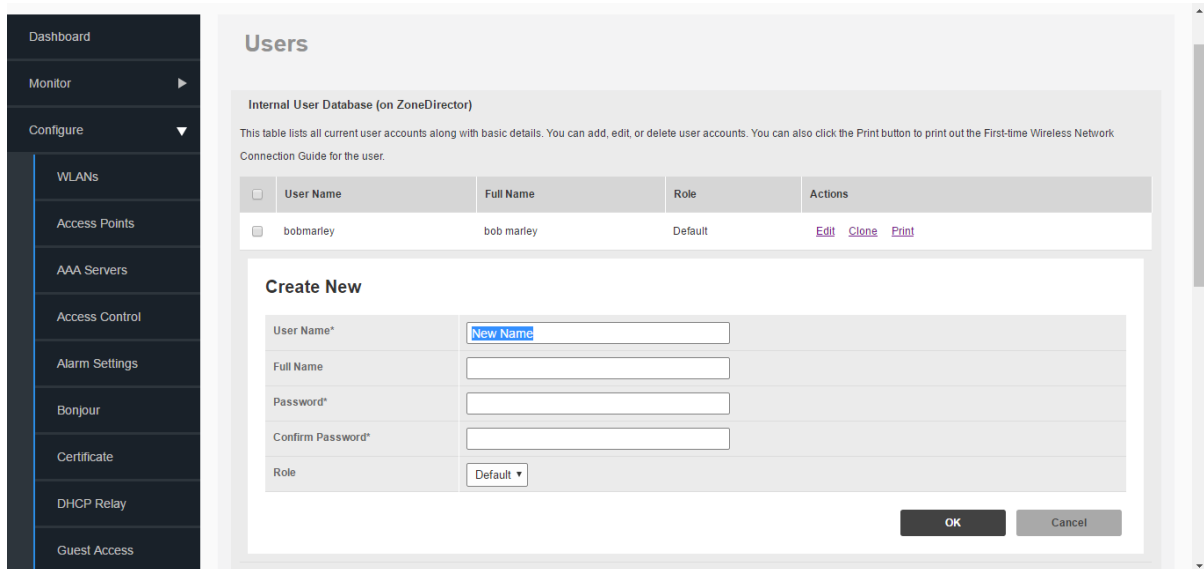 Dashboard
Monitor
Configure
WLANs
Access Points
AAA Servers
Access Control
Alarm Settings
Bonjour
Certificate
DHCP Relay
Guest Access
Users
Internal User Database (on ZoneDirector)
This table lists all current user accounts along with basic details. You can add, edit, or delete user accounts. You can also click the Print button to print out the First-time Wireless Network
Connection Guide for the user.
User Name Full Name Role Actions
bobmarley bob marley Default Edit Clone Print
Create New
User Name* New Name
Full Name
Password*
Confirm Password*
Role Default
OK Cancel